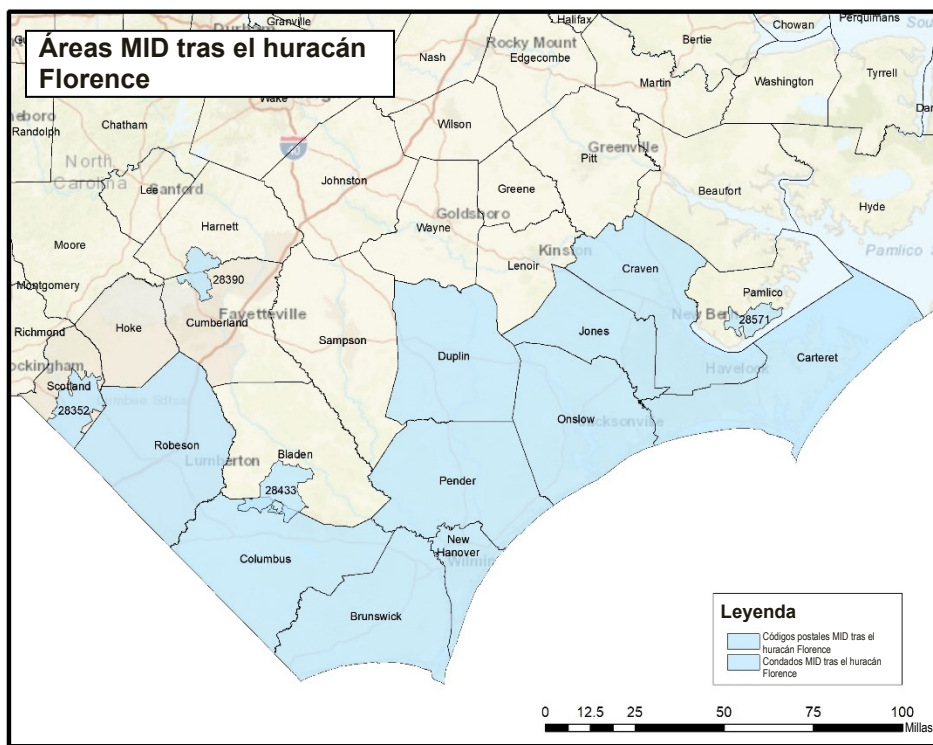 Áreas MID tras el huracán
Florence
Granville
Halifax
Chowan
Perquimans
Bertie
Nash
Rocky Mount
Edgecombe
Washington
Tyrrell
Martin
Wake
Wilson
Randolph
Chatham
North
Carolina
Lee
Sanford
Johnston
Pitt
Greenville
Greene
Beaufort
Hyde
Harnett
Wayne
Goldsboro
Moore
Kinston
Lenoir
Craven
Pamlico
Montgomery
28390
Pamlico
Fayetteville
Hoke
Cumberland
Richmond
Sampson
Duplin
Jones
New Bern
28571
Carteret
Havelock
Scotland
28352
Robeson
Onslow
Jacksonville
Lumberton
Bladen
28433
Pender
Columbus
New
Hanover
Brunswick
Leyenda
Códigos postales MID tras el
huracán Florence
Condados MID tras el huracán
Florence
0 12.5 25 50 75 100
Millas